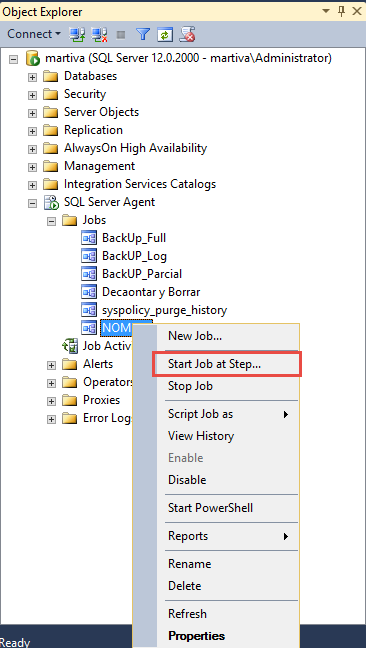 Object Explorer
Connect
martiva (SQL Server 12.0.2000 - martiva\Administrator)
Databases
Security
Server Objects
Replication
AlwaysOn High Availability
Management
Integration Services Catalogs
SQL Server Agent
Jobs
BackUp_Full
BackUP_Log
BackUP_Parcial
Decaontar y Borrar
syspolicy_purge_history
NOM
Job Activ
Alerts
Operators
Proxies
Error Log
New Job...
Start Job at Step...
Stop Job
Script Job as
View History
Enable
Disable
Start PowerShell
Reports
Rename
Delete
Refresh
Properties
Ready